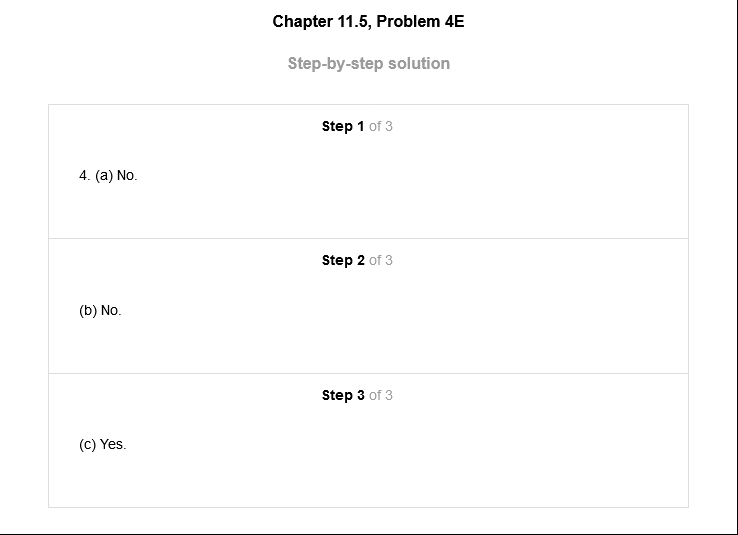 Chapter 11.5, Problem 4E
Step-by-step solution
Step 1 of 3
4. (a) No.
Step 2 of 3
(b) No.
Step 3 of 3
(c) Yes.